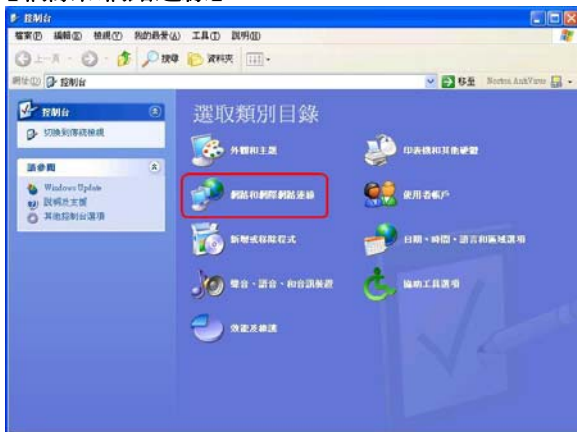 控制台
檔案(F) 編輯(E) 檢視(V) 我的最愛(A) 工具(T) 說明(H)
上一頁 搜尋 資料夾
網址(D) 控制台 移至 Norton AntiVirus
控制台
切換到傳統檢視
請參閱
Windows Update
說明及支援
其他控制台選項
選取類別目錄
外觀和主題
印表機和其他硬體
網路和網際網路連線
使用者帳戶
新增或移除程式
日期、時間、語言和區域選項
聲音、語音、和音訊裝置
協助工具選項
效能及維護